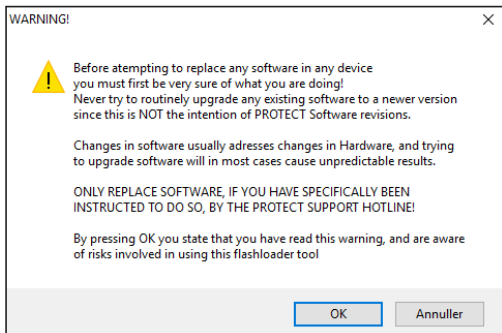 WARNING!
Before atempting to replace any software in any device
you must first be very sure of what you are doing!
Never try to routinely upgrade any existing software to a newer version
since this is NOT the intention of PROTECT Software revisions.
Changes in software usually adresses changes in Hardware, and trying
to upgrade software will in most cases cause unpredictable results.
ONLY REPLACE SOFTWARE, IF YOU HAVE SPECIFICALLY BEEN
INSTRUCTED TO DO SO, BY THE PROTECT SUPPORT HOTLINE!
By pressing OK you state that you have read this warning, and are aware
of risks involved in using this flashloader tool
OK Annuller